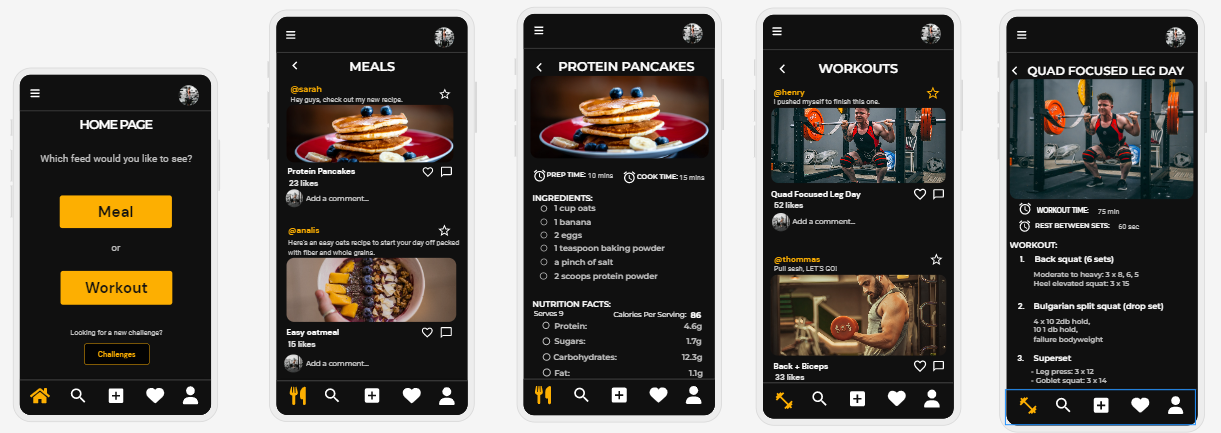 HOME PAGE
Which feed would you like to see?
Meal
or
Workout
Looking for a new challenge?
Challenges
MEALS
@sarah
Hey guys, check out my new recipe.
Protein Pancakes
23 likes
Add a comment...
@analis
Here's an easy oats recipe to start your day off packed
with fiber and whole grains.
Easy oatmeal
15 likes
Add a comment...
PROTEIN PANCAKES
PREP TIME: 10 mins COOK TIME: 15 mins
INGREDIENTS:
1 cup oats
1 banana
2 eggs
1 teaspoon baking powder
a pinch of salt
2 scoops protein powder
NUTRITION FACTS:
Serves 9 Calories Per Serving: 86
Protein: 4.6g
Sugars: 1.7g
Carbohydrates: 12.3g
Fat: 1.1g
WORKOUTS
@henry
I pushed myself to finish this one.
Quad Focused Leg Day
52 likes
Add a comment...
@thommas
Pull sesh, LET'S GO!
Back + Biceps
33 likes
QUAD FOCUSED LEG DAY
WORKOUT TIME: 75 min
REST BETWEEN SETS: 60 sec
WORKOUT:
1. Back squat (6 sets)
Moderate to heavy: 3 x 8, 6, 5
Heel elevated squat: 3 x 15
2. Bulgarian split squat (drop set)
4 x 10 2db hold,
10 1 db hold,
failure bodyweight
3. Superset
- Leg press: 3 x 12
- Goblet squat: 3 x 14